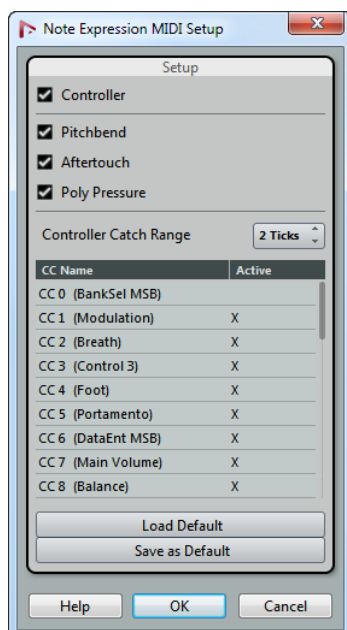 Note Expression MIDI Setup
Setup
Controller
Pitchbend
Aftertouch
Poly Pressure
Controller Catch Range 2 Ticks
CC Name Active
CC 0 (BankSel MSB)
CC 1 (Modulation) X
CC 2 (Breath) X
CC 3 (Control 3) X
CC 4 (Foot) X
CC 5 (Portamento) X
CC 6 (DataEnt MSB) X
CC 7 (Main Volume) X
CC 8 (Balance) X
Load Default
Save as Default
Help OK Cancel